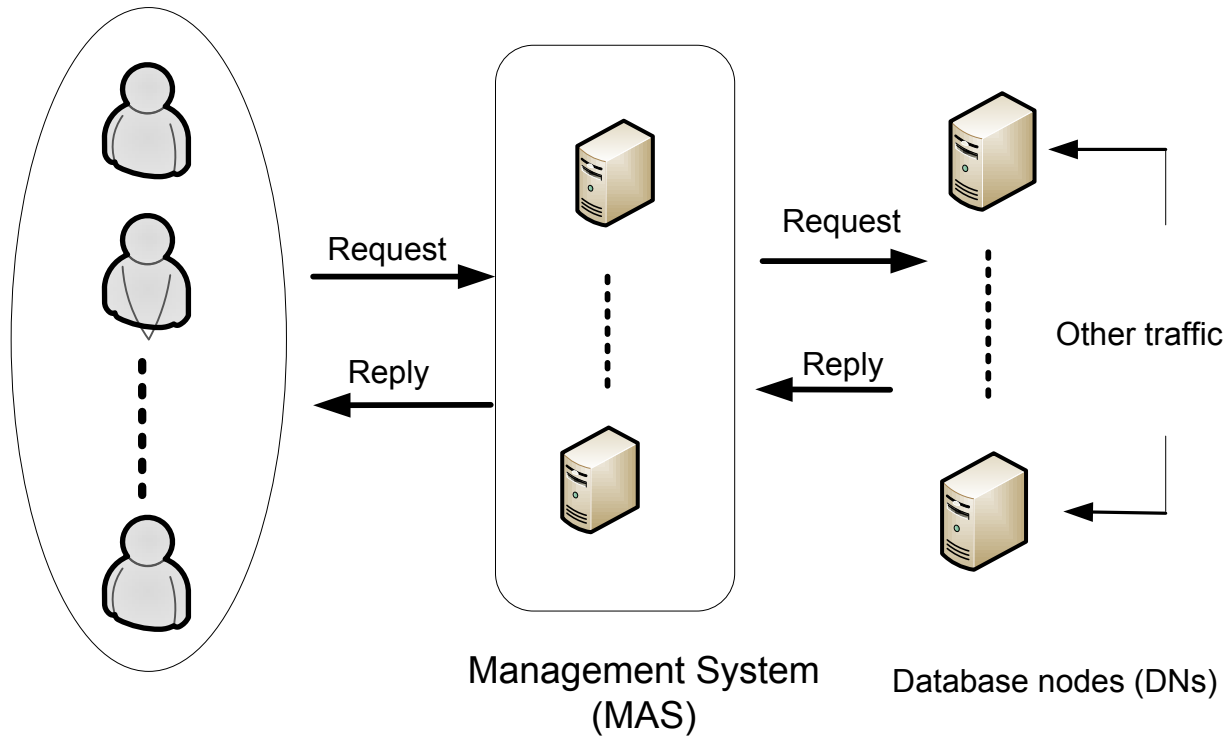 Request
Request
Other traffic
Reply
Reply
Management System
(MAS)
Database nodes (DNs)